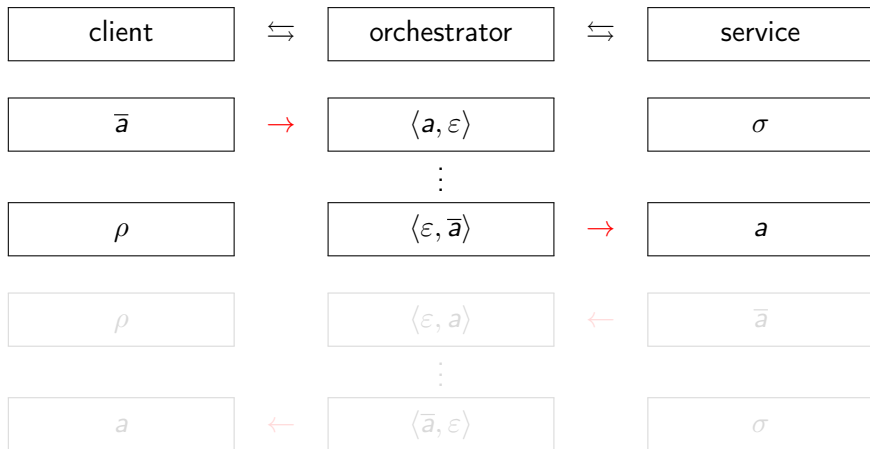 client ⇆ orchestrator ⇆ service
a̅ → ⟨a, ε⟩ σ
⋮
ρ ⟨ε, a̅⟩ → a
ρ ⟨ε, a⟩ ← a̅
⋮
a ← ⟨a̅, ε⟩ σ